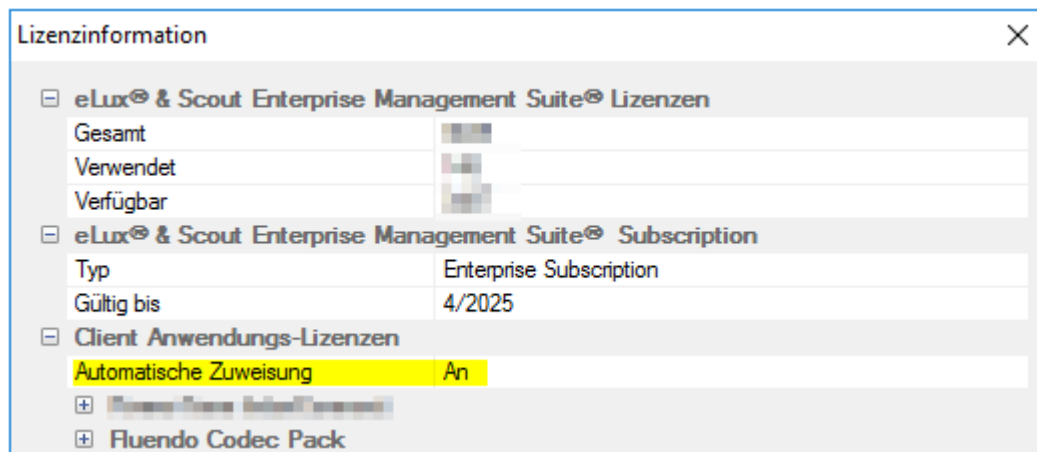 Lizenzinformation
eLux® & Scout Enterprise Management Suite® Lizenzen
Gesamt
Verwendet
Verfügbar
eLux® & Scout Enterprise Management Suite® Subscription
Typ Enterprise Subscription
Gültig bis 4/2025
Client Anwendungs-Lizenzen
Automatische Zuweisung An
Fluendo Codec Pack